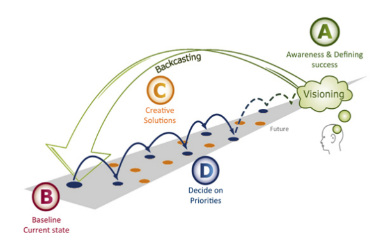 A
Awareness & Defining
success
Backcasting
Visioning
C
Creative
Solutions
Future
D
Decide on
Priorities
B
Baseline
Current state